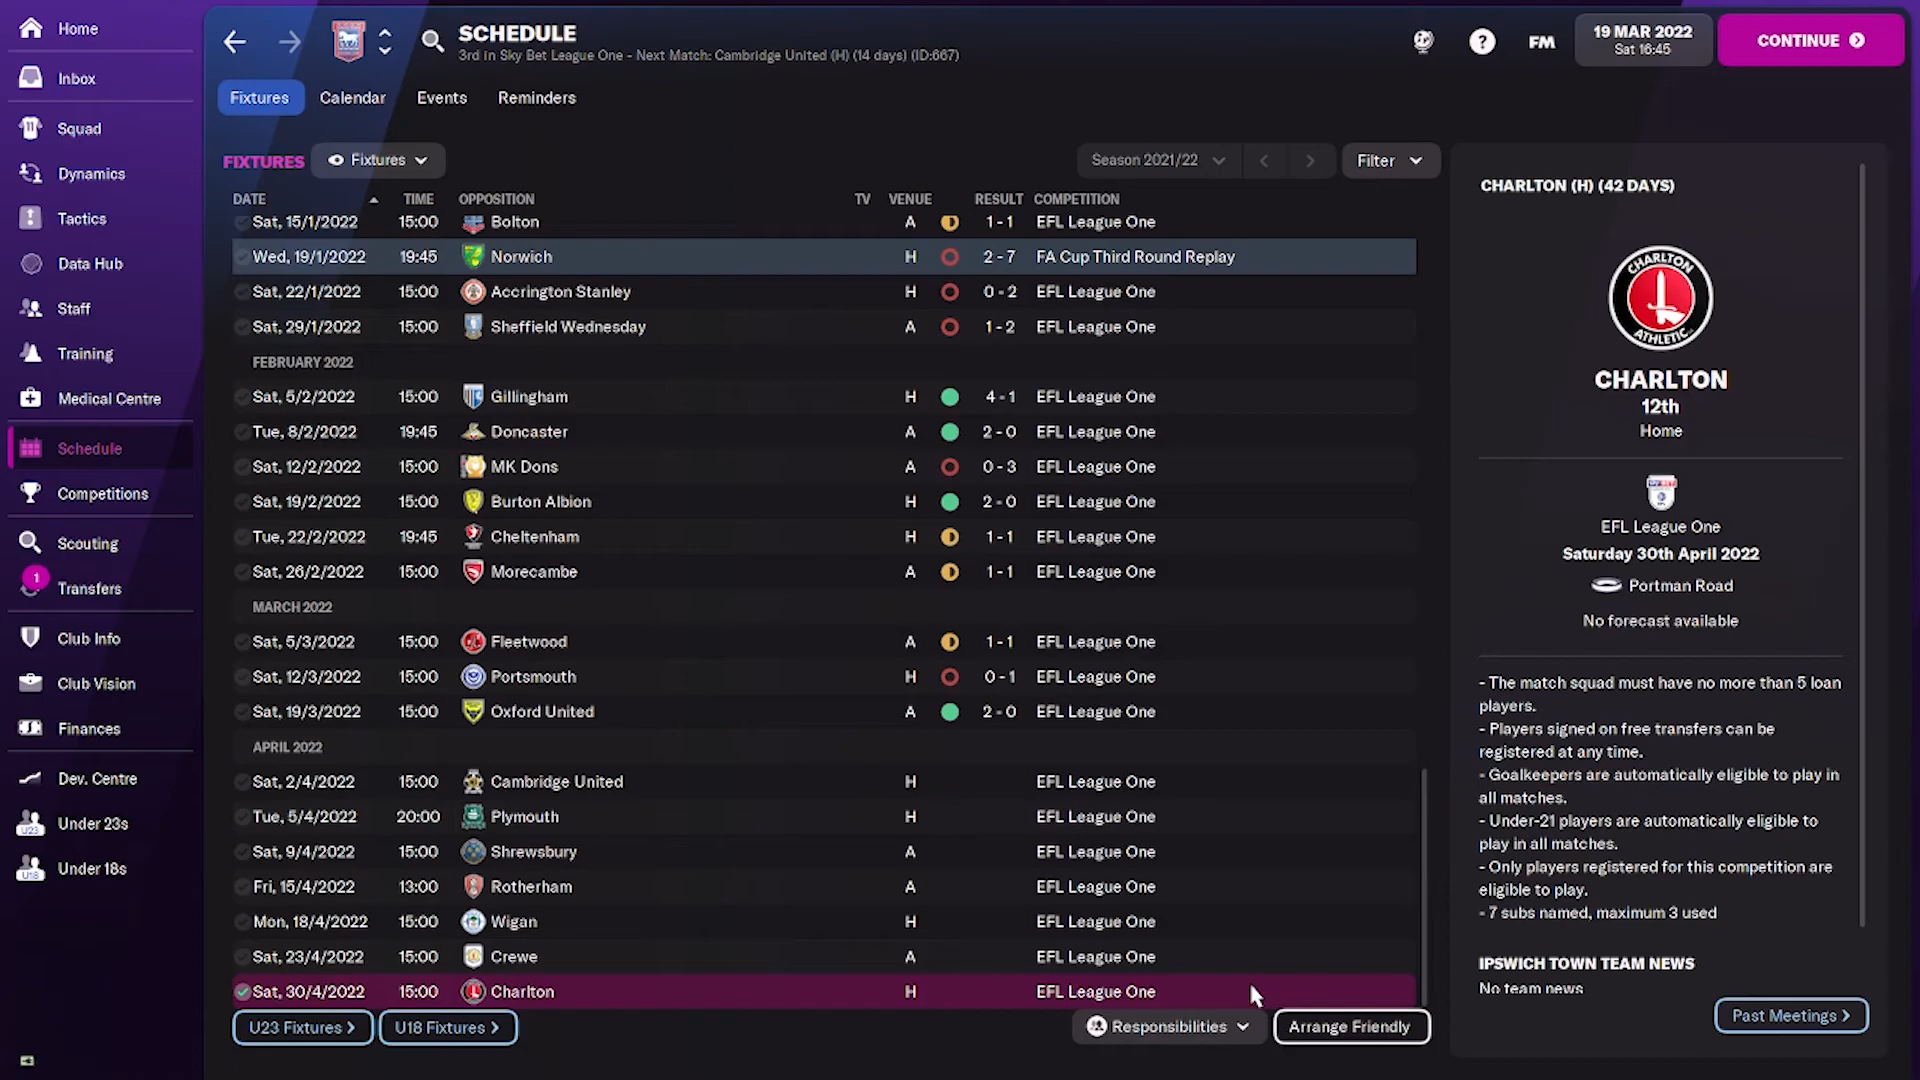 Home
Inbox
Squad
Dynamics
Tactics
Data Hub
Staff
Training
Medical Centre
Schedule
Competitions
Scouting
1
Transfers
Club Info
Club Vision
Finances
Dev. Centre
U23
Under 23s
U18
Under 18s
SCHEDULE
3rd in Sky Bet League One - Next Match: Cambridge United (H) (14 days) (ID:667)
?
FM
19 MAR 2022
Sat 16:45
CONTINUE
Fixtures Calendar Events Reminders
FIXTURES Fixtures Season 2021/22 Filter
DATE TIME OPPOSITION TV VENUE RESULT COMPETITION
Sat, 15/1/2022 15:00 Bolton A 1 - 1 EFL League One
Wed, 19/1/2022 19:45 Norwich H 2 - 7 FA Cup Third Round Replay
Sat, 22/1/2022 15:00 Accrington Stanley H 0 - 2 EFL League One
Sat, 29/1/2022 15:00 Sheffield Wednesday A 1 - 2 EFL League One
FEBRUARY 2022
Sat, 5/2/2022 15:00 Gillingham H 4 - 1 EFL League One
Tue, 8/2/2022 19:45 Doncaster A 2 - 0 EFL League One
Sat, 12/2/2022 15:00 MK Dons A 0 - 3 EFL League One
Sat, 19/2/2022 15:00 Burton Albion H 2 - 0 EFL League One
Tue, 22/2/2022 19:45 Cheltenham H 1 - 1 EFL League One
Sat, 26/2/2022 15:00 Morecambe A 1 - 1 EFL League One
MARCH 2022
Sat, 5/3/2022 15:00 Fleetwood A 1 - 1 EFL League One
Sat, 12/3/2022 15:00 Portsmouth H 0 - 1 EFL League One
Sat, 19/3/2022 15:00 Oxford United A 2 - 0 EFL League One
APRIL 2022
Sat, 2/4/2022 15:00 Cambridge United H EFL League One
Tue, 5/4/2022 20:00 Plymouth H EFL League One
Sat, 9/4/2022 15:00 Shrewsbury A EFL League One
Fri, 15/4/2022 13:00 Rotherham A EFL League One
Mon, 18/4/2022 15:00 Wigan H EFL League One
Sat, 23/4/2022 15:00 Crewe A EFL League One
Sat, 30/4/2022 15:00 Charlton H EFL League One
U23 Fixtures > U18 Fixtures > Responsibilities Arrange Friendly
CHARLTON (H) (42 DAYS)
CHARLTON
ATHLETIC
CHARLTON
12th
Home
EFL League One
Saturday 30th April 2022
Portman Road
No forecast available
- The match squad must have no more than 5 loan
players.
- Players signed on free transfers can be
registered at any time.
- Goalkeepers are automatically eligible to play in
all matches.
- Under-21 players are automatically eligible to
play in all matches.
- Only players registered for this competition are
eligible to play.
- 7 subs named, maximum 3 used
IPSWICH TOWN TEAM NEWS
No team news
Past Meetings >